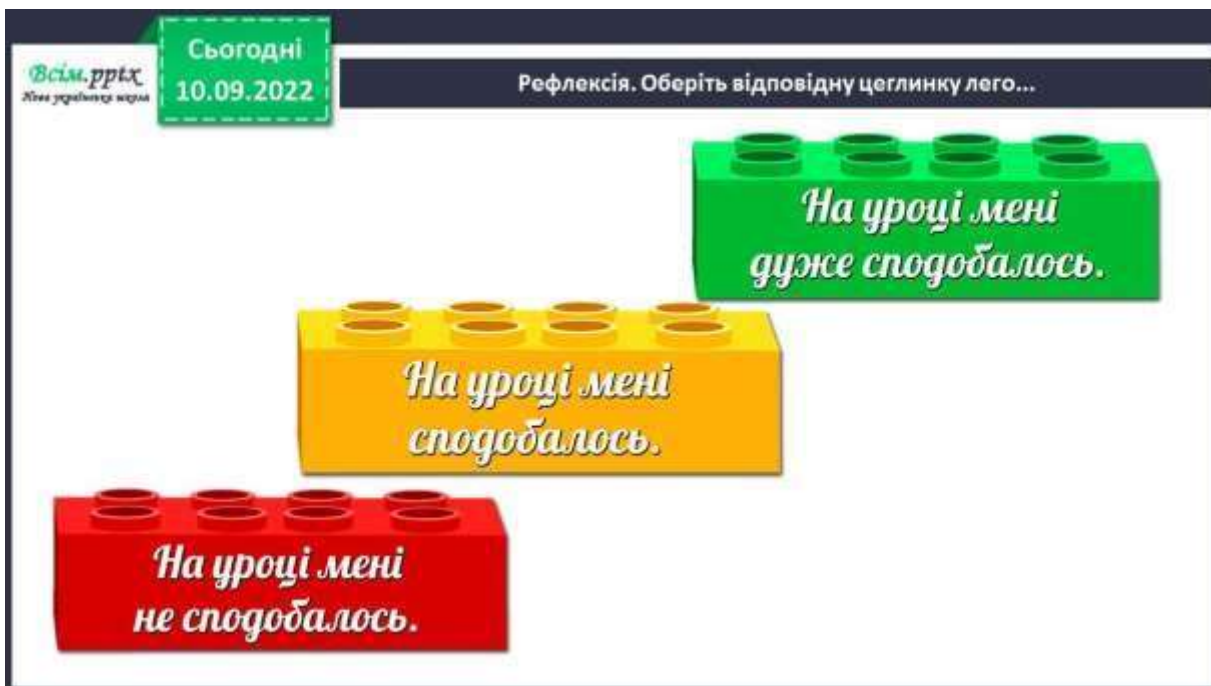 Всім.pptx
Нова українська школа
Сьогодні
10.09.2022
Рефлексія. Оберіть відповідну цеглинку лего...
На уроці мені
дуже сподобалось.
На уроці мені
сподобалось.
На уроці мені
не сподобалось.